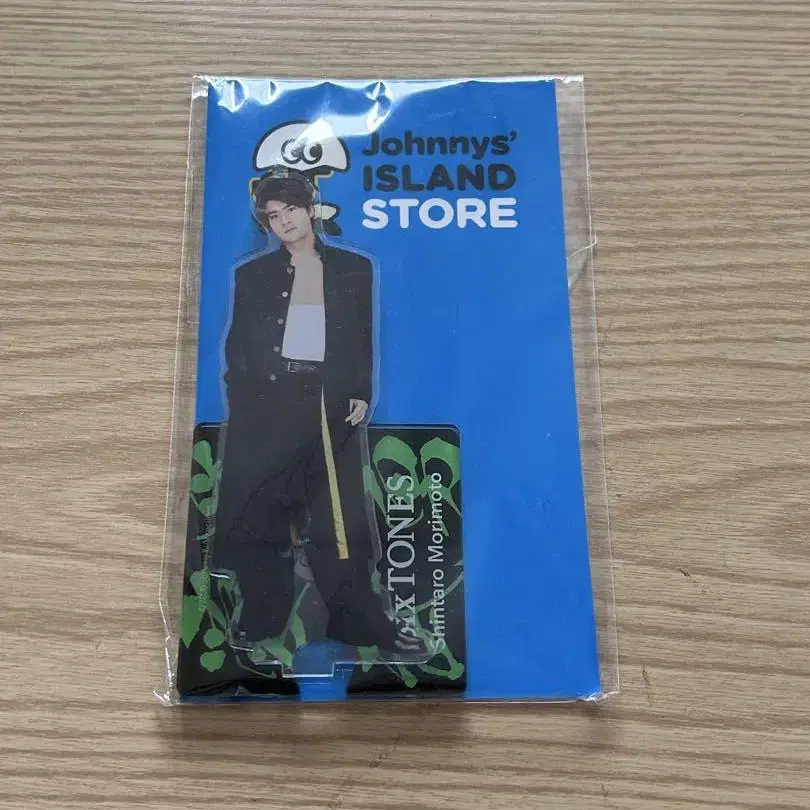 Johnnys'
ISLAND
STORE
SixTONES
Shintaro Morimoto